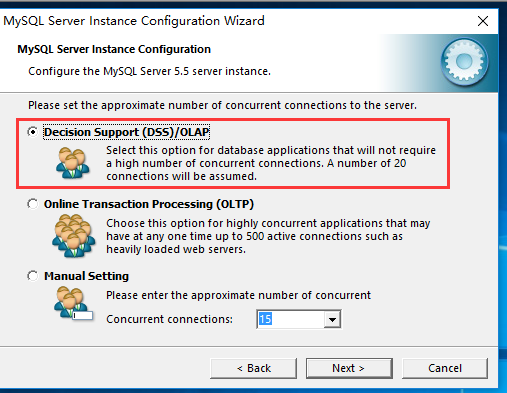 MySQL Server Instance Configuration Wizard
MySQL Server Instance Configuration
Configure the MySQL Server 5.5 server instance.
Please set the approximate number of concurrent connections to the server.
Decision Support (DSS)/OLAP
Select this option for database applications that will not require
a high number of concurrent connections. A number of 20
connections will be assumed.
Online Transaction Processing (OLTP)
Choose this option for highly concurrent applications that may
have at any one time up to 500 active connections such as
heavily loaded web servers.
Manual Setting
Please enter the approximate number of concurrent
Concurrent connections: 15
< Back Next > Cancel